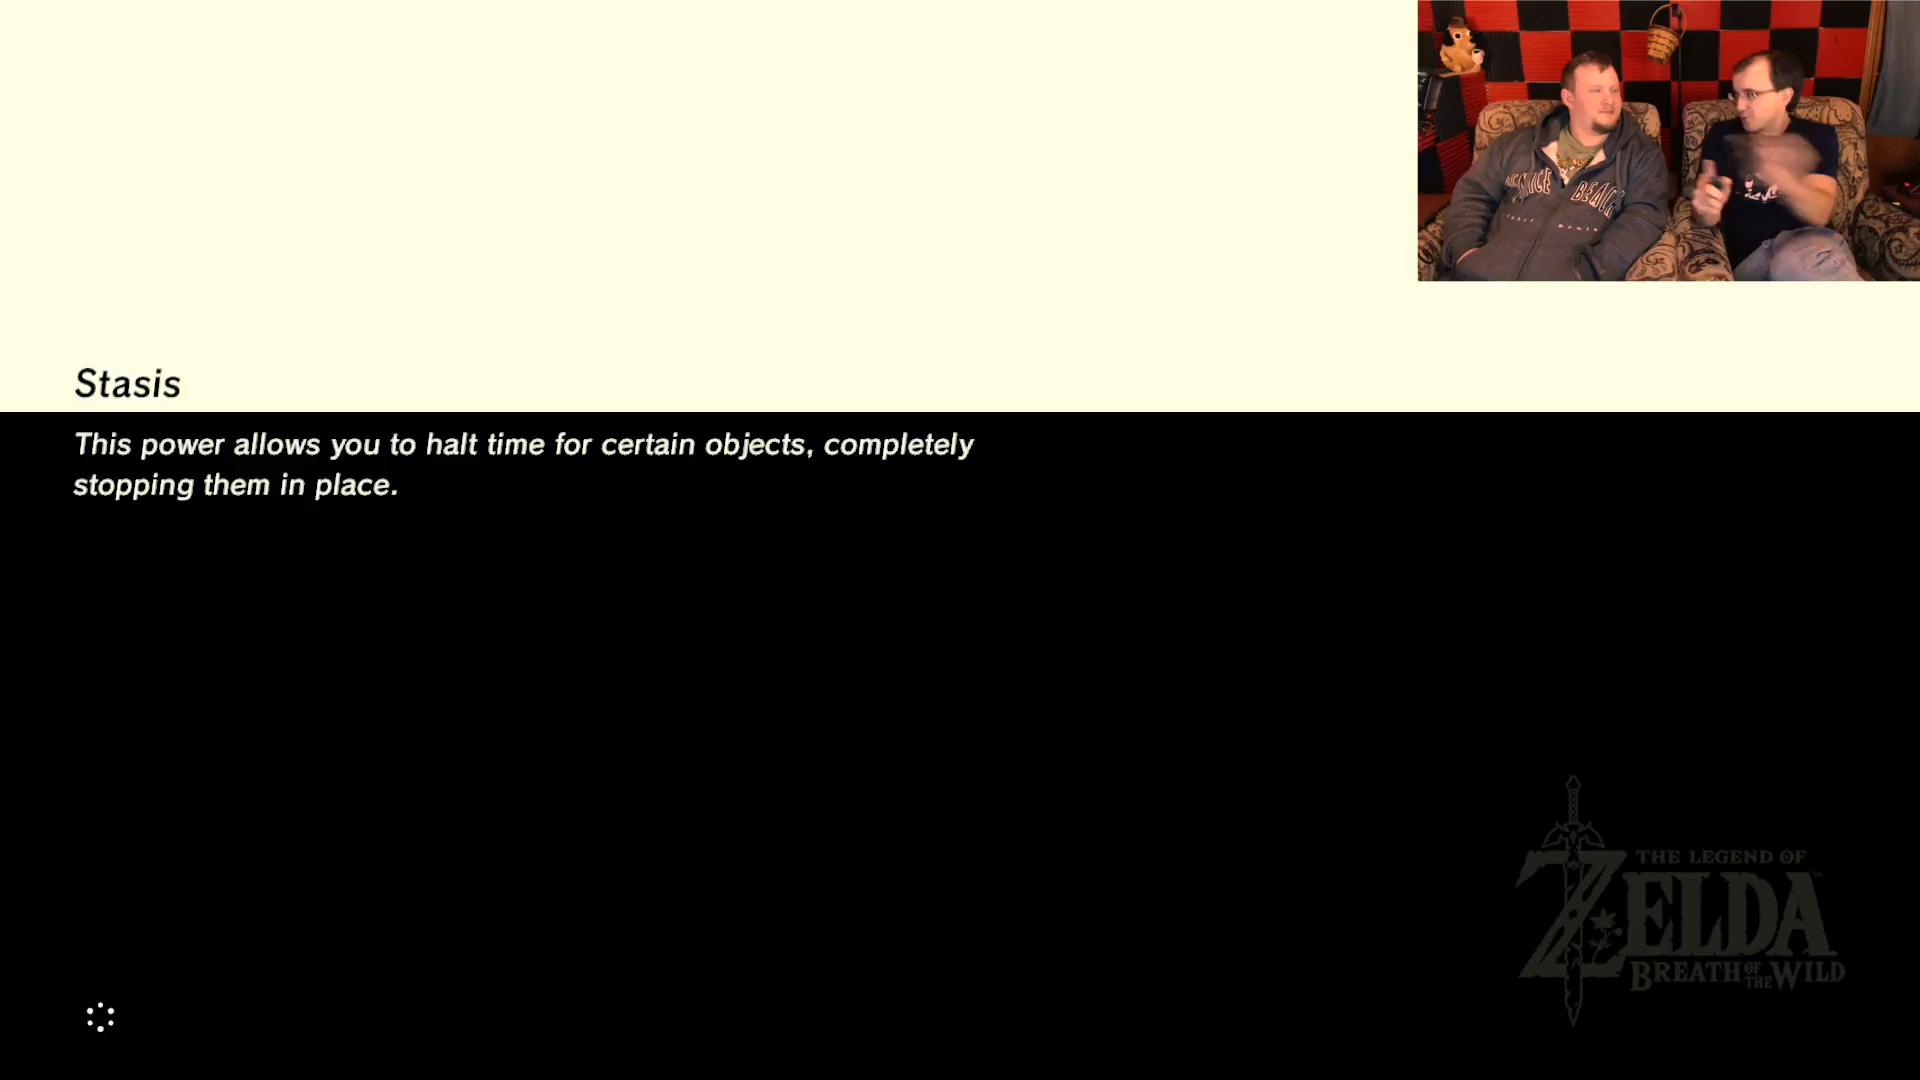 Stasis
This power allows you to halt time for certain objects, completely
stopping them in place.
THE LEGEND OF
ZELDA
BREATH OF THE WILD